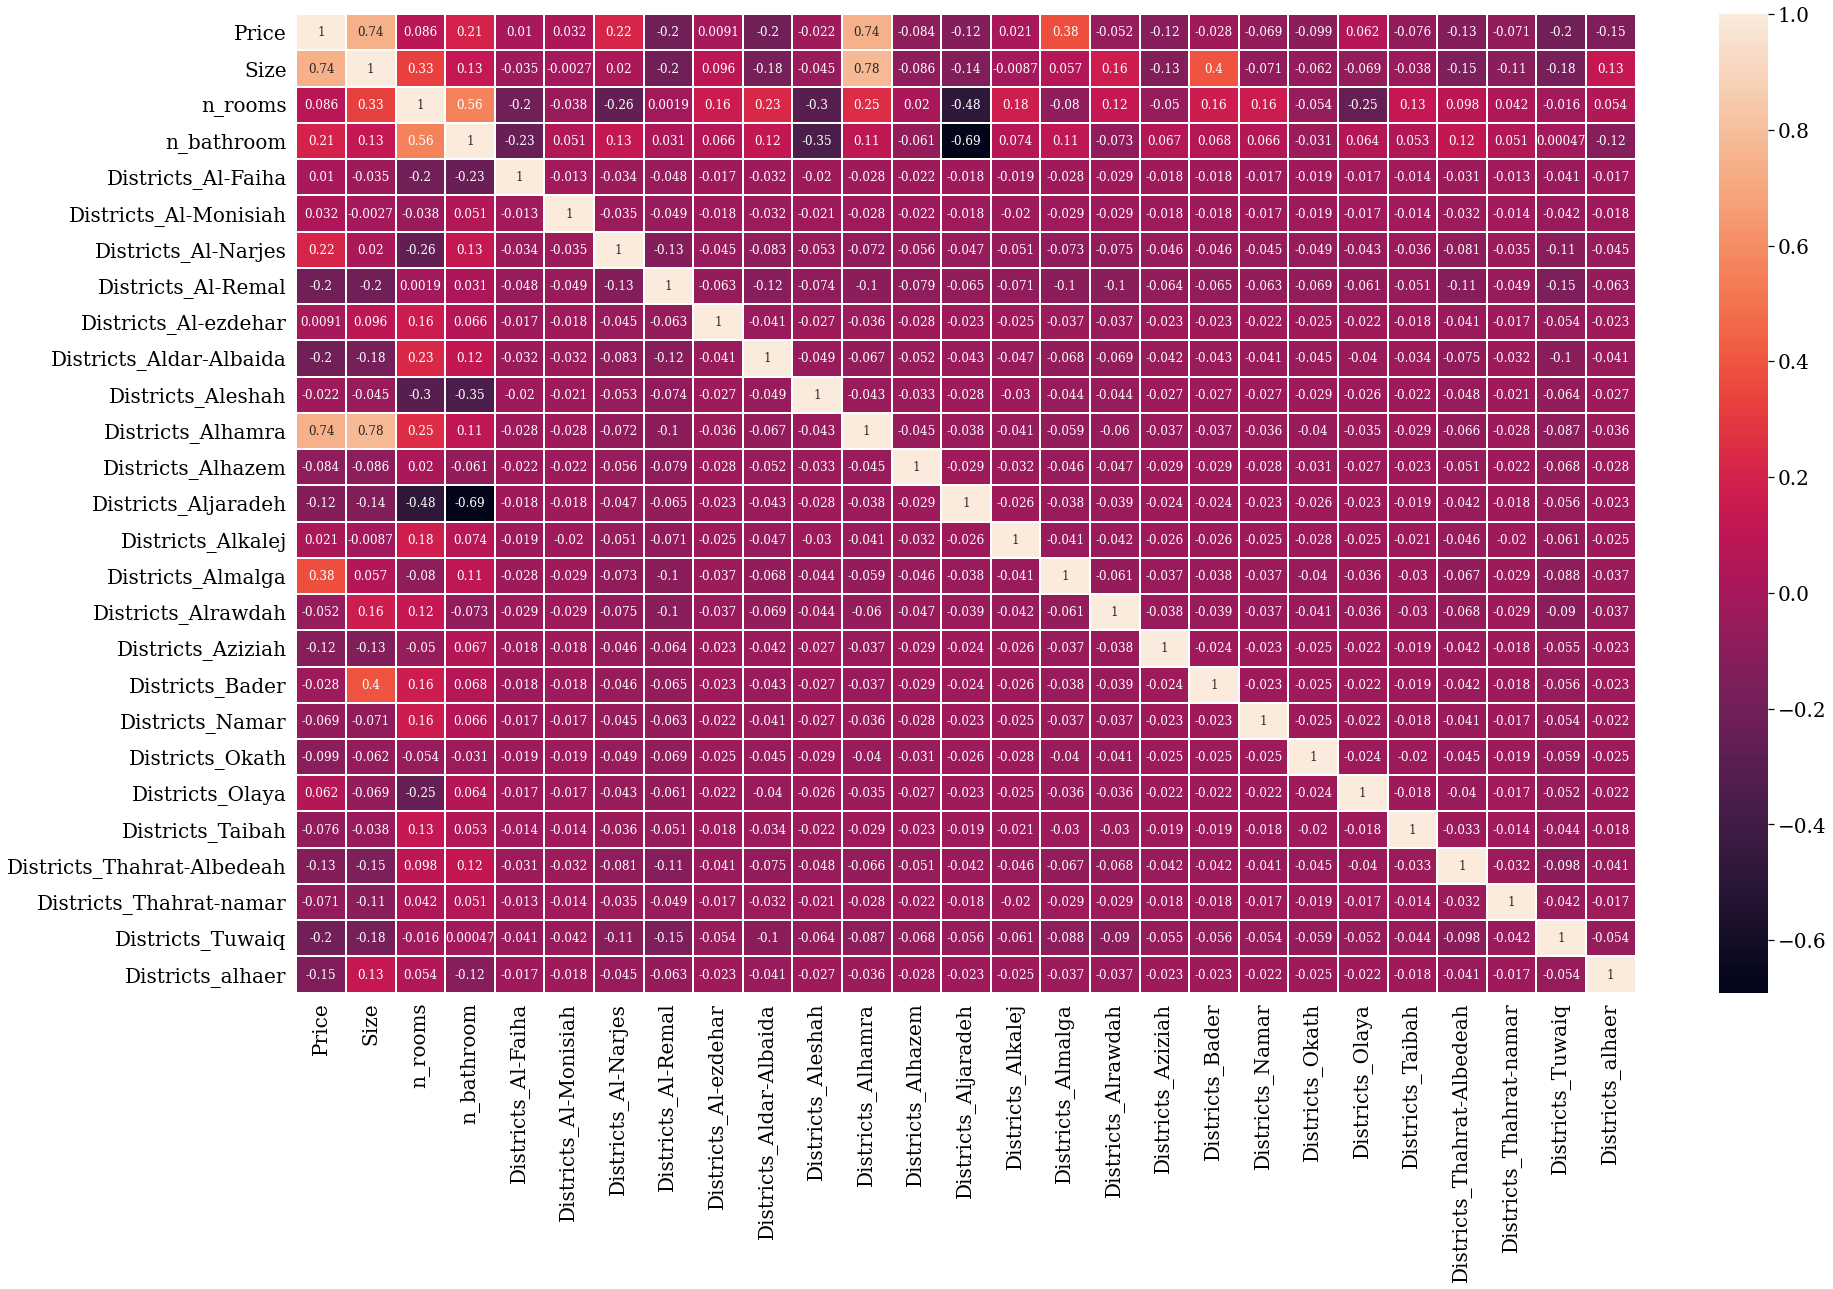 Price 1 0.74 0.086 0.21 0.01 0.032 0.22 -0.2 0.0091 -0.2 -0.022 0.74 -0.084 -0.12 0.021 0.38 -0.052 -0.12 -0.028 -0.069 -0.099 0.062 -0.076 -0.13 -0.071 -0.2 -0.15
Size 0.74 1 0.33 0.13 -0.035 -0.0027 0.02 -0.2 0.096 -0.18 -0.045 0.78 -0.086 -0.14 -0.0087 0.057 0.16 -0.13 0.4 -0.071 -0.062 -0.069 -0.038 -0.15 -0.11 -0.18 0.13
n_rooms 0.086 0.33 1 0.56 -0.2 -0.038 -0.26 0.0019 0.16 0.23 -0.3 0.25 0.02 -0.48 0.18 -0.08 0.12 -0.05 0.16 0.16 -0.054 -0.25 0.13 0.098 0.042 -0.016 0.054
n_bathroom 0.21 0.13 0.56 1 -0.23 0.051 0.13 0.031 0.066 0.12 -0.35 0.11 -0.061 -0.69 0.074 0.11 -0.073 0.067 0.068 0.066 -0.031 0.064 0.053 0.12 0.051 0.00047 -0.12
Districts_Al-Faiha 0.01 -0.035 -0.2 -0.23 1 -0.013 -0.034 -0.048 -0.017 -0.032 -0.02 -0.028 -0.022 -0.018 -0.019 -0.028 -0.029 -0.018 -0.018 -0.017 -0.019 -0.017 -0.014 -0.031 -0.013 -0.041 -0.017
Districts_Al-Monisiah 0.032 -0.0027 -0.038 0.051 -0.013 1 -0.035 -0.049 -0.018 -0.032 -0.021 -0.028 -0.022 -0.018 -0.02 -0.029 -0.029 -0.018 -0.018 -0.017 -0.019 -0.017 -0.014 -0.032 -0.014 -0.042 -0.018
Districts_Al-Narjes 0.22 0.02 -0.26 0.13 -0.034 -0.035 1 -0.13 -0.045 -0.083 -0.053 -0.072 -0.056 -0.047 -0.051 -0.073 -0.075 -0.046 -0.046 -0.045 -0.049 -0.043 -0.036 -0.081 -0.035 -0.11 -0.045
Districts_Al-Remal -0.2 -0.2 0.0019 0.031 -0.048 -0.049 -0.13 1 -0.063 -0.12 -0.074 -0.1 -0.079 -0.065 -0.071 -0.1 -0.1 -0.064 -0.065 -0.063 -0.069 -0.061 -0.051 -0.11 -0.049 -0.15 -0.063
Districts_Al-ezdehar 0.0091 0.096 0.16 0.066 -0.017 -0.018 -0.045 -0.063 1 -0.041 -0.027 -0.036 -0.028 -0.023 -0.025 -0.037 -0.037 -0.023 -0.023 -0.022 -0.025 -0.022 -0.018 -0.041 -0.017 -0.054 -0.023
Districts_Aldar-Albaida -0.2 -0.18 0.23 0.12 -0.032 -0.032 -0.083 -0.12 -0.041 1 -0.049 -0.067 -0.052 -0.043 -0.047 -0.068 -0.069 -0.042 -0.043 -0.041 -0.045 -0.04 -0.034 -0.075 -0.032 -0.1 -0.041
Districts_Aleshah -0.022 -0.045 -0.3 -0.35 -0.02 -0.021 -0.053 -0.074 -0.027 -0.049 1 -0.043 -0.033 -0.028 -0.03 -0.044 -0.044 -0.027 -0.027 -0.027 -0.029 -0.026 -0.022 -0.048 -0.021 -0.064 -0.027
Districts_Alhamra 0.74 0.78 0.25 0.11 -0.028 -0.028 -0.072 -0.1 -0.036 -0.067 -0.043 1 -0.045 -0.038 -0.041 -0.059 -0.06 -0.037 -0.037 -0.036 -0.04 -0.035 -0.029 -0.066 -0.028 -0.087 -0.036
Districts_Alhazem -0.084 -0.086 0.02 -0.061 -0.022 -0.022 -0.056 -0.079 -0.028 -0.052 -0.033 -0.045 1 -0.029 -0.032 -0.046 -0.047 -0.029 -0.029 -0.028 -0.031 -0.027 -0.023 -0.051 -0.022 -0.068 -0.028
Districts_Aljaradeh -0.12 -0.14 -0.48 -0.69 -0.018 -0.018 -0.047 -0.065 -0.023 -0.043 -0.028 -0.038 -0.029 1 -0.026 -0.038 -0.039 -0.024 -0.024 -0.023 -0.026 -0.023 -0.019 -0.042 -0.018 -0.056 -0.023
Districts_Alkalej 0.021 -0.0087 0.18 0.074 -0.019 -0.02 -0.051 -0.071 -0.025 -0.047 -0.03 -0.041 -0.032 -0.026 1 -0.041 -0.042 -0.026 -0.026 -0.025 -0.028 -0.025 -0.021 -0.046 -0.02 -0.061 -0.025
Districts_Almalga 0.38 0.057 -0.08 0.11 -0.028 -0.029 -0.073 -0.1 -0.037 -0.068 -0.044 -0.059 -0.046 -0.038 -0.041 1 -0.061 -0.037 -0.038 -0.037 -0.04 -0.036 -0.03 -0.067 -0.029 -0.088 -0.037
Districts_Alrawdah -0.052 0.16 0.12 -0.073 -0.029 -0.029 -0.075 -0.1 -0.037 -0.069 -0.044 -0.06 -0.047 -0.039 -0.042 -0.061 1 -0.038 -0.039 -0.037 -0.041 -0.036 -0.03 -0.068 -0.029 -0.09 -0.037
Districts_Aziziah -0.12 -0.13 -0.05 0.067 -0.018 -0.018 -0.046 -0.064 -0.023 -0.042 -0.027 -0.037 -0.029 -0.024 -0.026 -0.037 -0.038 1 -0.024 -0.023 -0.025 -0.022 -0.019 -0.042 -0.018 -0.055 -0.023
Districts_Bader -0.028 0.4 0.16 0.068 -0.018 -0.018 -0.046 -0.065 -0.023 -0.043 -0.027 -0.037 -0.029 -0.024 -0.026 -0.038 -0.039 -0.024 1 -0.023 -0.025 -0.022 -0.019 -0.042 -0.018 -0.056 -0.023
Districts_Namar -0.069 -0.071 0.16 0.066 -0.017 -0.017 -0.045 -0.063 -0.022 -0.041 -0.027 -0.036 -0.028 -0.023 -0.025 -0.037 -0.037 -0.023 -0.023 1 -0.025 -0.022 -0.018 -0.041 -0.017 -0.054 -0.022
Districts_Okath -0.099 -0.062 -0.054 -0.031 -0.019 -0.019 -0.049 -0.069 -0.025 -0.045 -0.029 -0.04 -0.031 -0.026 -0.028 -0.04 -0.041 -0.025 -0.025 -0.025 1 -0.024 -0.02 -0.045 -0.019 -0.059 -0.025
Districts_Olaya 0.062 -0.069 -0.25 0.064 -0.017 -0.017 -0.043 -0.061 -0.022 -0.04 -0.026 -0.035 -0.027 -0.023 -0.025 -0.036 -0.036 -0.022 -0.022 -0.022 -0.024 1 -0.018 -0.04 -0.017 -0.052 -0.022
Districts_Taibah -0.076 -0.038 0.13 0.053 -0.014 -0.014 -0.036 -0.051 -0.018 -0.034 -0.022 -0.029 -0.023 -0.019 -0.021 -0.03 -0.03 -0.019 -0.019 -0.018 -0.02 -0.018 1 -0.033 -0.014 -0.044 -0.018
Districts_Thahrat-Albedeah -0.13 -0.15 0.098 0.12 -0.031 -0.032 -0.081 -0.11 -0.041 -0.075 -0.048 -0.066 -0.051 -0.042 -0.046 -0.067 -0.068 -0.042 -0.042 -0.041 -0.045 -0.04 -0.033 1 -0.032 -0.098 -0.041
Districts_Thahrat-namar -0.071 -0.11 0.042 0.051 -0.013 -0.014 -0.035 -0.049 -0.017 -0.032 -0.021 -0.028 -0.022 -0.018 -0.02 -0.029 -0.029 -0.018 -0.018 -0.017 -0.019 -0.017 -0.014 -0.032 1 -0.042 -0.017
Districts_Tuwaiq -0.2 -0.18 -0.016 0.00047 -0.041 -0.042 -0.11 -0.15 -0.054 -0.1 -0.064 -0.087 -0.068 -0.056 -0.061 -0.088 -0.09 -0.055 -0.056 -0.054 -0.059 -0.052 -0.044 -0.098 -0.042 1 -0.054
Districts_alhaer -0.15 0.13 0.054 -0.12 -0.017 -0.018 -0.045 -0.063 -0.023 -0.041 -0.027 -0.036 -0.028 -0.023 -0.025 -0.037 -0.037 -0.023 -0.023 -0.022 -0.025 -0.022 -0.018 -0.041 -0.017 -0.054 1
Price
Size
n_rooms
n_bathroom
Districts_Al-Faiha
Districts_Al-Monisiah
Districts_Al-Narjes
Districts_Al-Remal
Districts_Al-ezdehar
Districts_Aldar-Albaida
Districts_Aleshah
Districts_Alhamra
Districts_Alhazem
Districts_Aljaradeh
Districts_Alkalej
Districts_Almalga
Districts_Alrawdah
Districts_Aziziah
Districts_Bader
Districts_Namar
Districts_Okath
Districts_Olaya
Districts_Taibah
Districts_Thahrat-Albedeah
Districts_Thahrat-namar
Districts_Tuwaiq
Districts_alhaer
1.0
0.8
0.6
0.4
0.2
0.0
−0.2
−0.4
−0.6